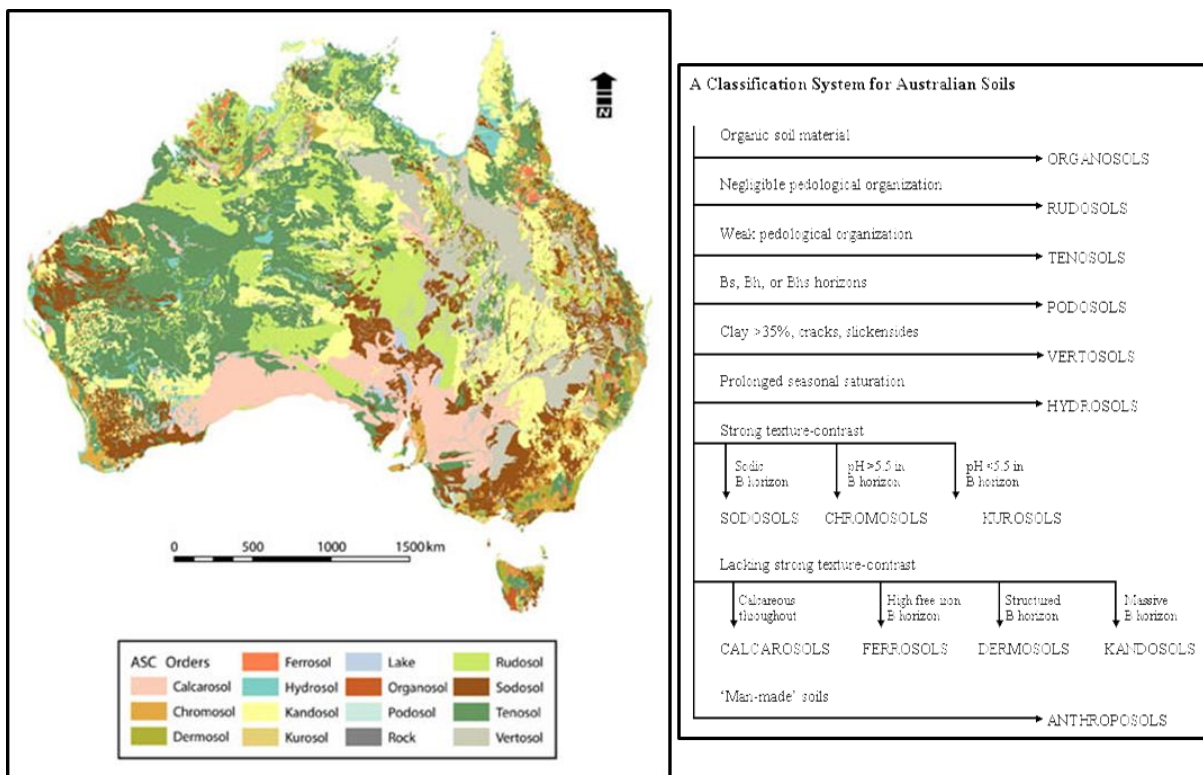 N
0 500 1000 1500 km
ASC Orders
Calcarosol
Chromosol
Dermosol
Ferrosol
Hydrosol
Kandosol
Kurosol
Lake
Organosol
Podosol
Rock
Rudosol
Sodosol
Tenosol
Vertosol
A Classification System for Australian Soils
Organic soil material
ORGANOSOLS
Negligible pedological organization
RUDOSOLS
Weak pedological organization
TENOSOLS
Bs, Bh, or Bhs horizons
PODOSOLS
Clay >35%, cracks, slickensides
VERTOSOLS
Prolonged seasonal saturation
HYDROSOLS
Strong texture-contrast
Sodic
B horizon
pH >5.5 in
B horizon
pH <5.5 in
B horizon
SODOSOLS CHROMOSOLS KUROSOLS
Lacking strong texture-contrast
Calcareous
throughout
High free iron
B horizon
Structured
B horizon
Massive
B horizon
CALCAROSOLS FERROSOLS DERMOSOLS KANDOSOLS
'Man-made' soils
ANTHROPOSOLS